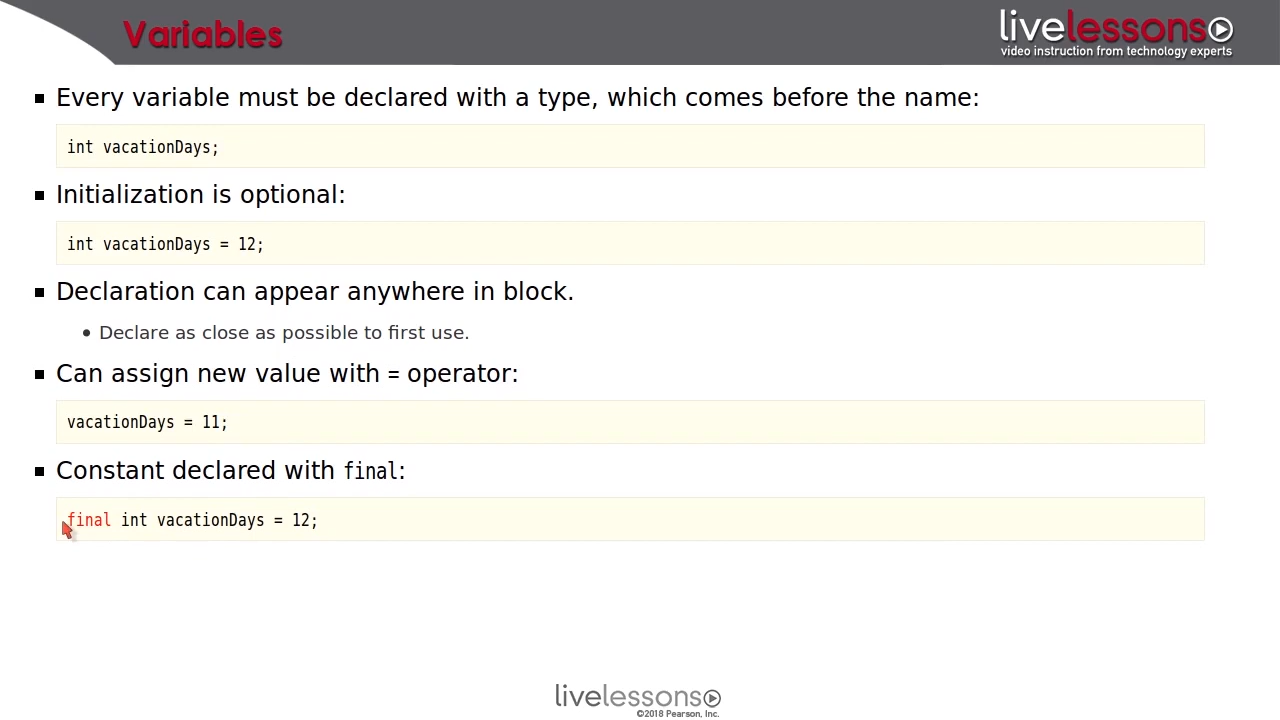 Variables
livelessons
video instruction from technology experts
Every variable must be declared with a type, which comes before the name:
int vacationDays;
Initialization is optional:
int vacationDays = 12;
Declaration can appear anywhere in block.
Declare as close as possible to first use.
Can assign new value with = operator:
vacationDays = 11;
Constant declared with final:
final int vacationDays = 12;
livelessons
©2018 Pearson, Inc.